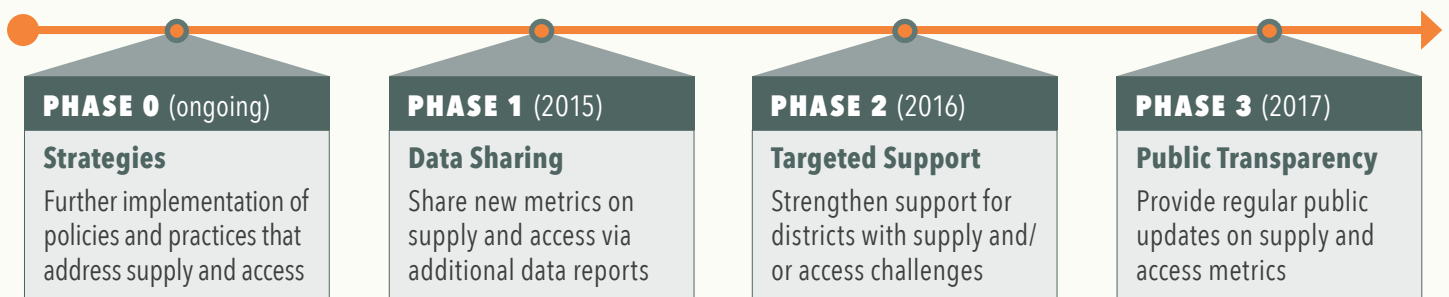 PHASE 0 (ongoing)
Strategies
Further implementation of
policies and practices that
address supply and access
PHASE 1 (2015)
Data Sharing
Share new metrics on
supply and access via
additional data reports
PHASE 2 (2016)
Targeted Support
Strengthen support for
districts with supply and/
or access challenges
PHASE 3 (2017)
Public Transparency
Provide regular public
updates on supply and
access metrics